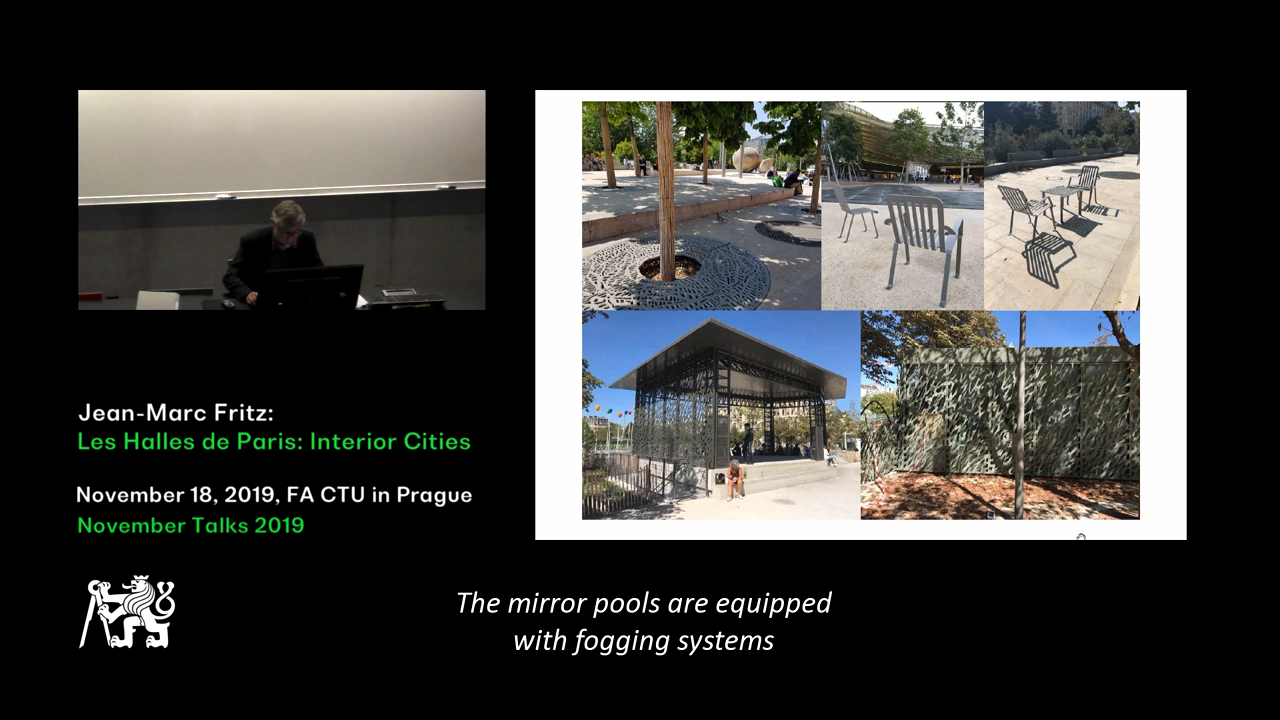 Jean-Marc Fritz:
Les Halles de Paris: Interior Cities
November 18, 2019, FA CTU in Prague
November Talks 2019
The mirror pools are equipped
with fogging systems